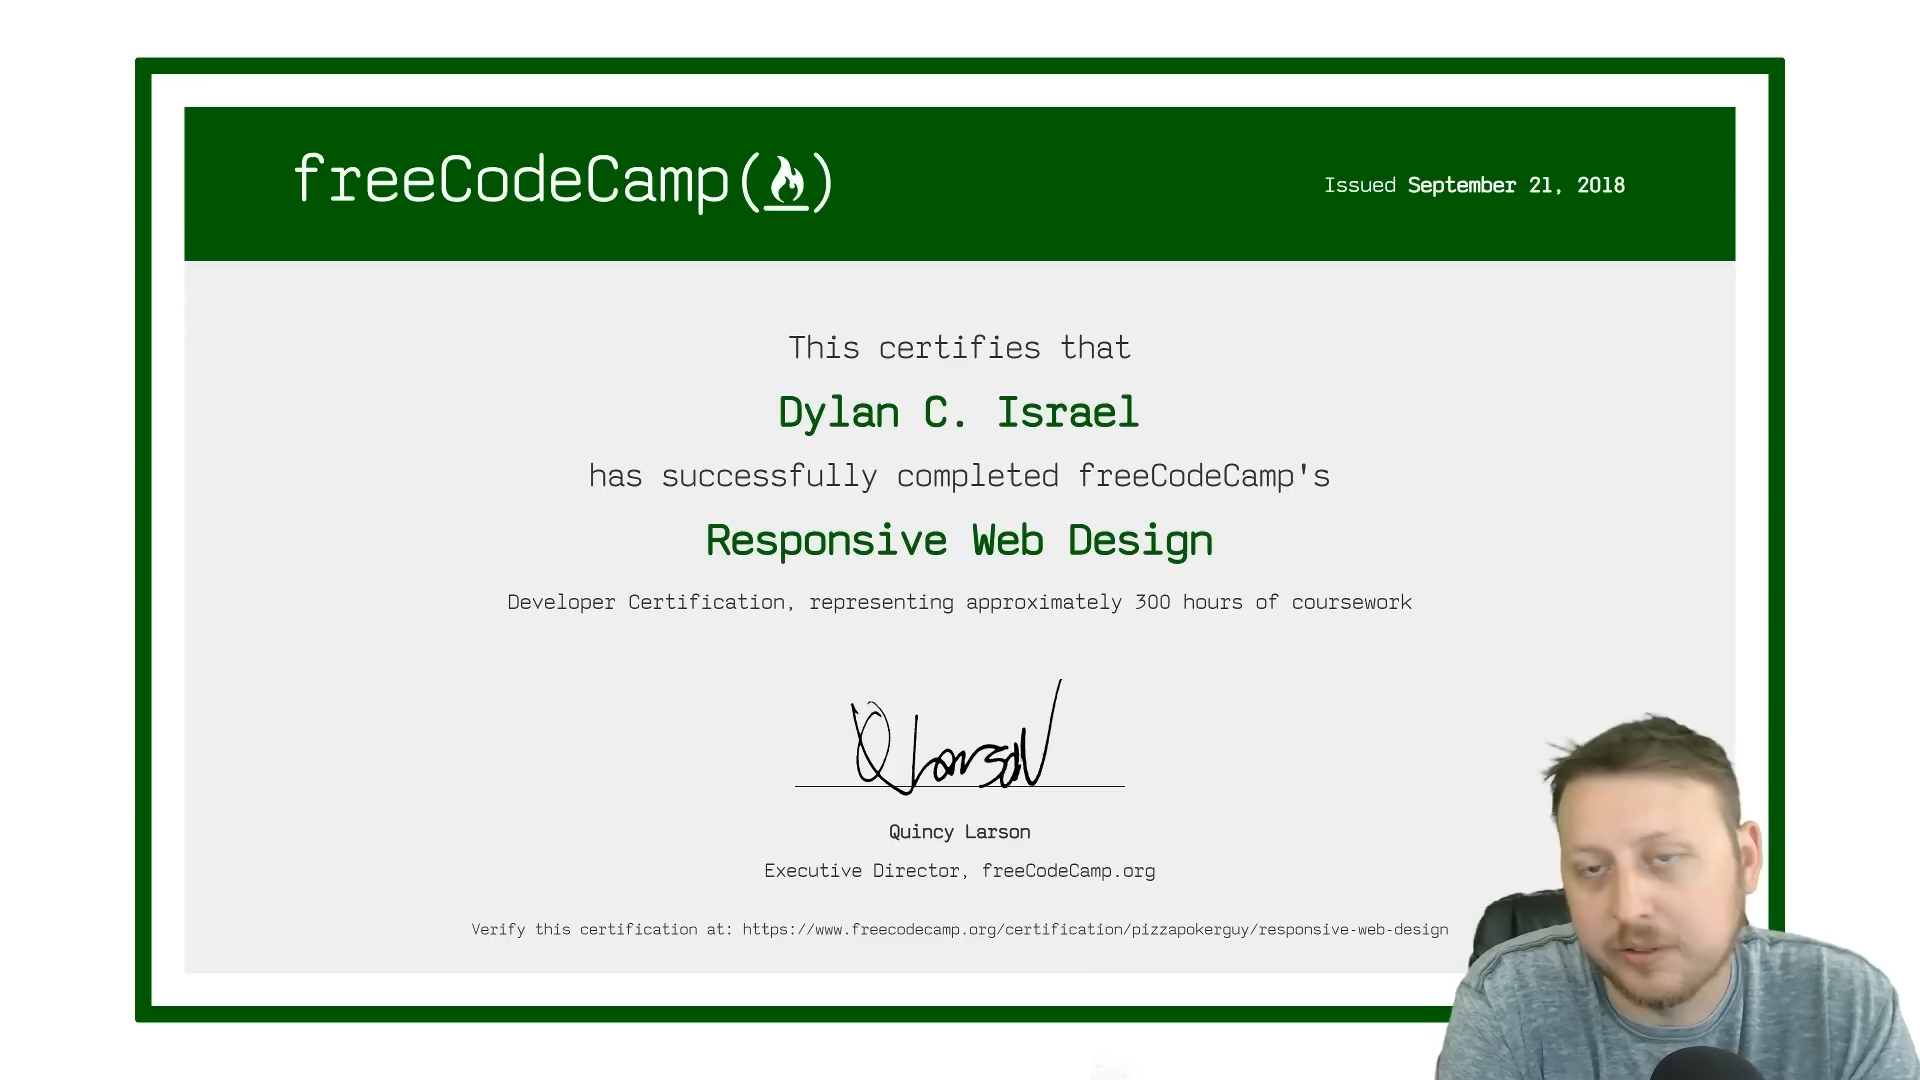 freeCodeCamp
Issued September 21, 2018
This certifies that
Dylan C. Israel
has successfully completed freeCodeCamp's
Responsive Web Design
Developer Certification, representing approximately 300 hours of coursework
Q Larson
Quincy Larson
Executive Director, freeCodeCamp.org
Verify this certification at: https://www.freecodecamp.org/certification/pizzapokerguy/responsive-web-design